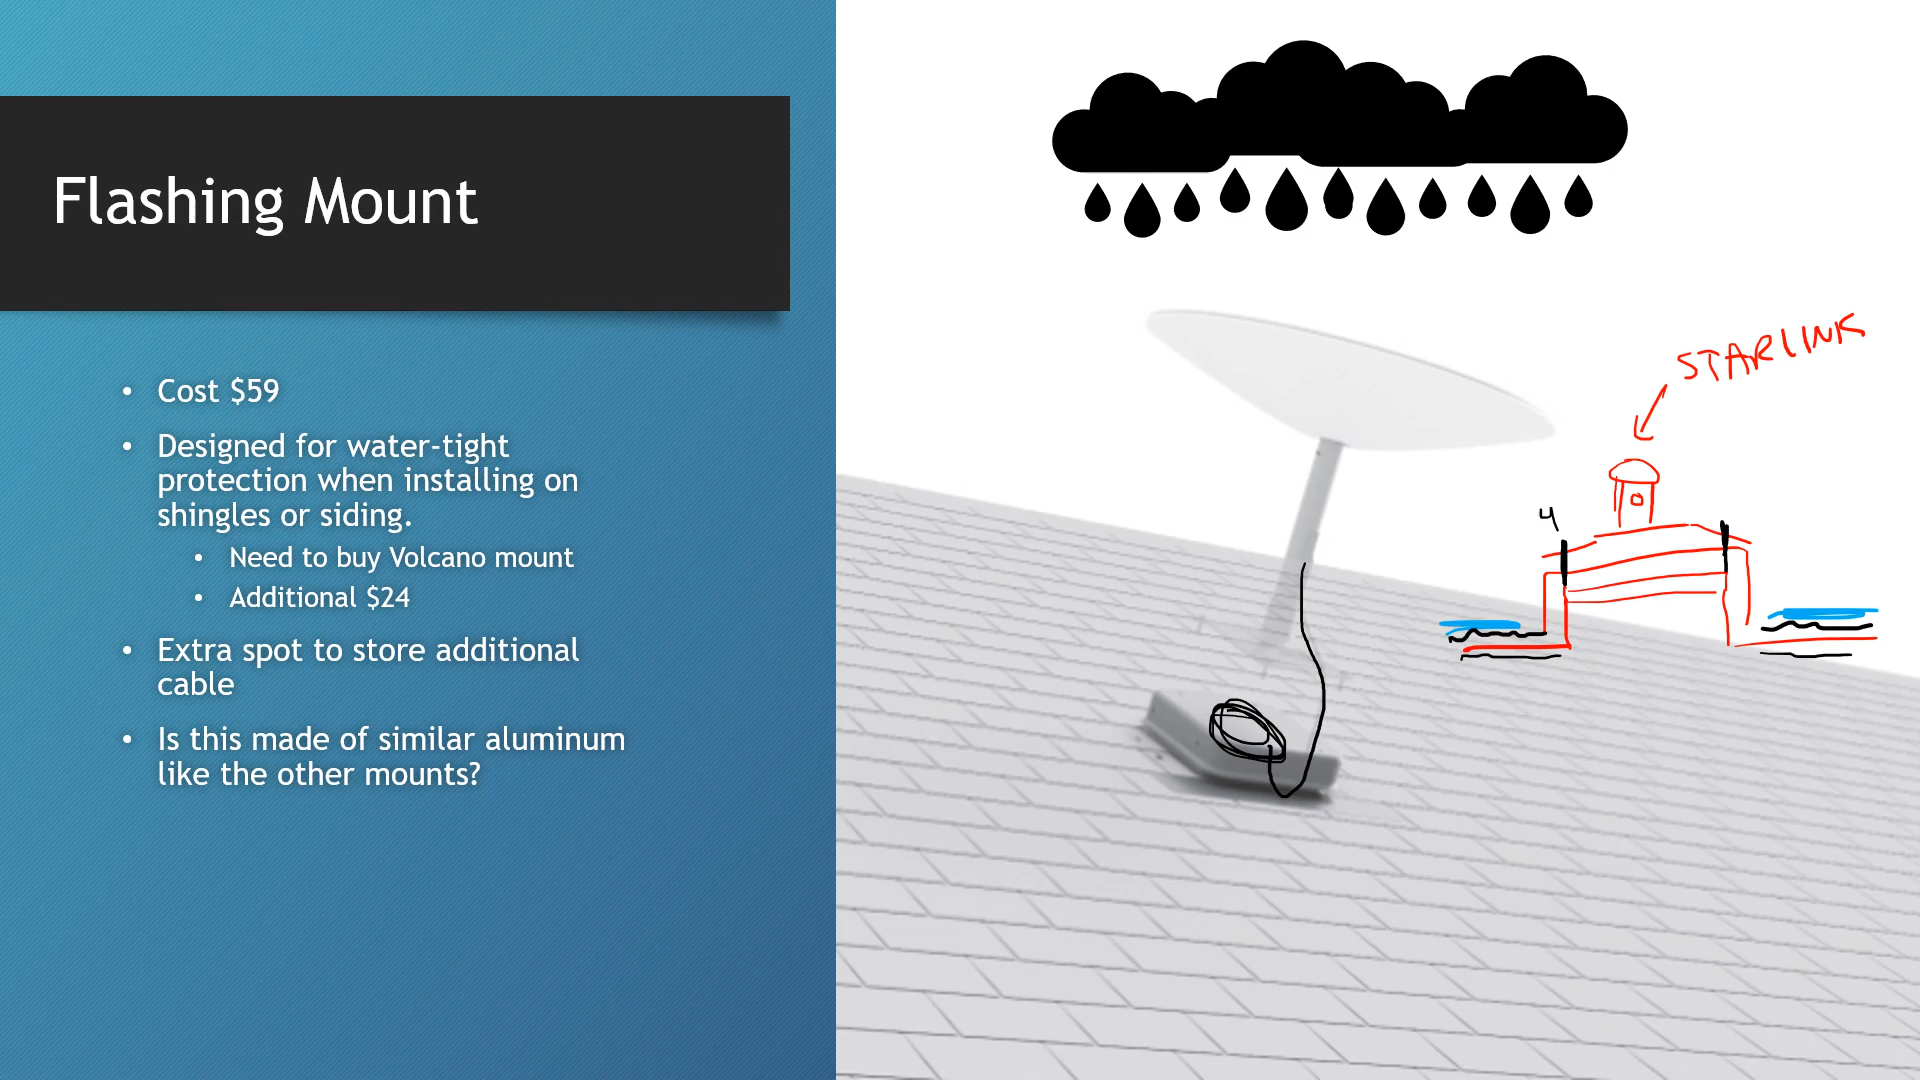 Flashing Mount
• Cost $59
• Designed for water-tight
protection when installing on
shingles or siding.
• Need to buy Volcano mount
• Additional $24
• Extra spot to store additional
cable
• Is this made of similar aluminum
like the other mounts?
STARLINK
4